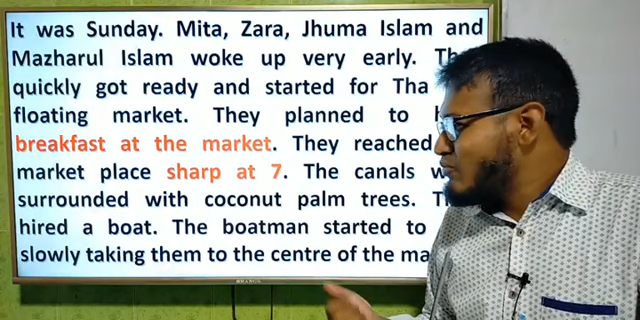 It was Sunday. Mita, Zara, Jhuma Islam and
Mazharul Islam woke up very early.
quickly got ready and started for Tha
floating market. They planned to
breakfast at the market. They reached
market place sharp at 7. The canals
surrounded with coconut palm trees.
hired a boat. The boatman started to
slowly taking them to the centre of the